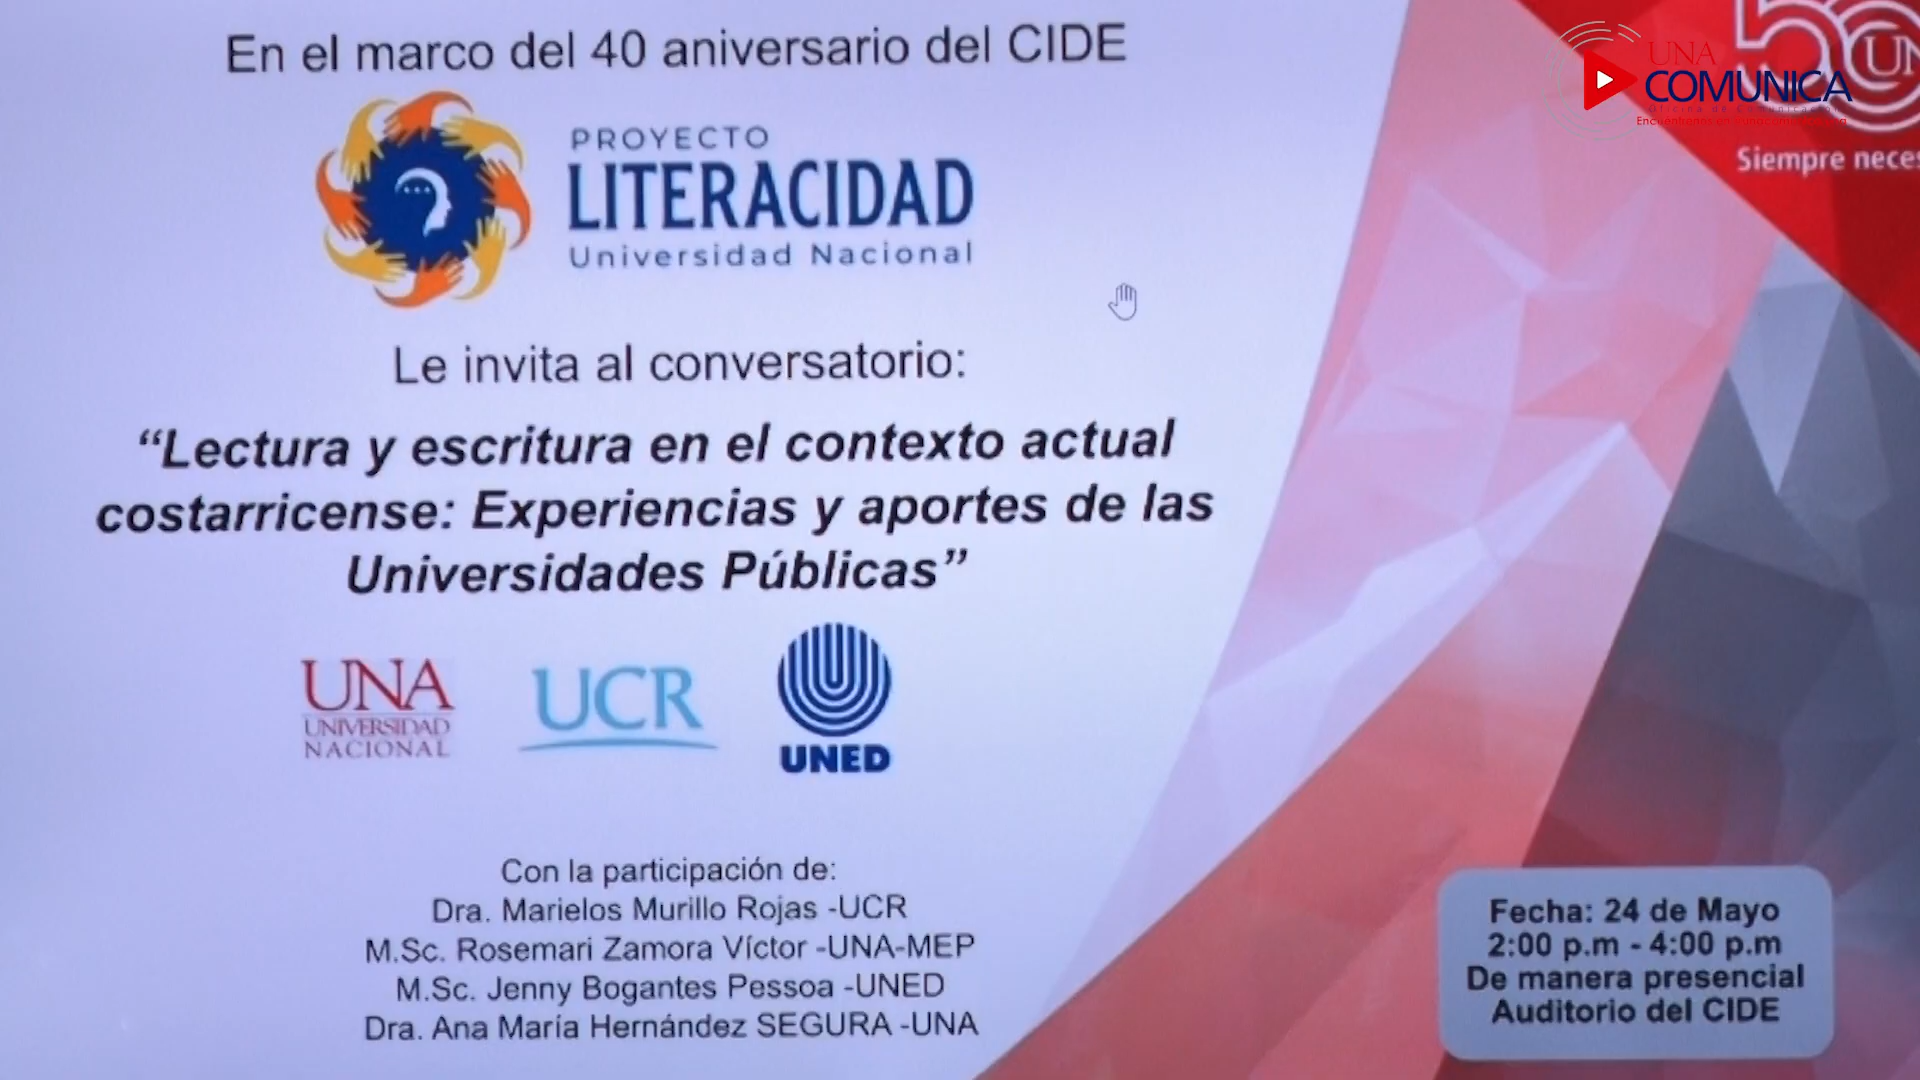 En el marco del 40 aniversario del CIDE
PROYECTO
LITERACIDAD
Universidad Nacional
Le invita al conversatorio:
“Lectura y escritura en el contexto actual
costarricense: Experiencias y aportes de las
Universidades Públicas”
UNA
UNIVERSIDAD
NACIONAL
UCR
UNED
Con la participación de:
Dra. Marielos Murillo Rojas -UCR
M.Sc. Rosemari Zamora Víctor -UNA-MEP
M.Sc. Jenny Bogantes Pessoa -UNED
Dra. Ana María Hernández SEGURA -UNA
Fecha: 24 de Mayo
2:00 p.m - 4:00 p.m
De manera presencial
Auditorio del CIDE
UNA
COMUNICA
Oficina de Comunicación
50
Siempre